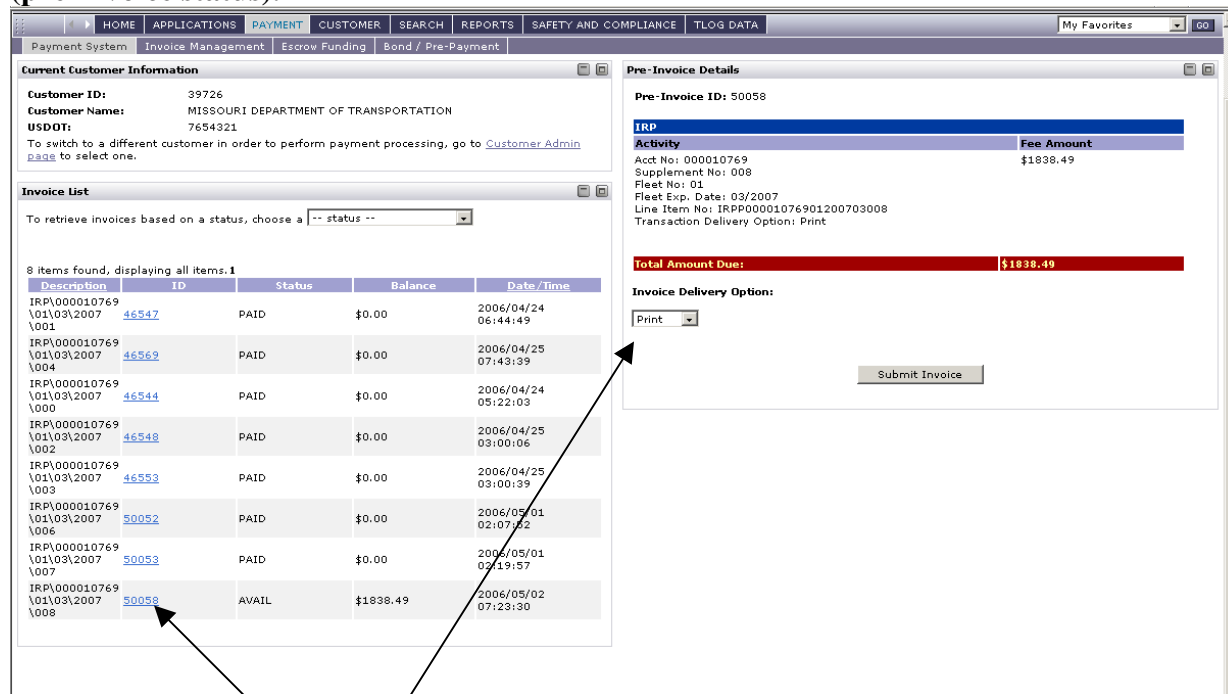 (pre-invoice status).
HOME APPLICATIONS PAYMENT CUSTOMER SEARCH REPORTS SAFETY AND COMPLIANCE TLOG DATA My Favorites GO
Payment System Invoice Management Escrow Funding Bond / Pre-Payment
Current Customer Information
Customer ID: 39726
Customer Name: MISSOURI DEPARTMENT OF TRANSPORTATION
USDOT: 7654321
To switch to a different customer in order to perform payment processing, go to Customer Admin
page to select one.
Invoice List
To retrieve invoices based on a status, choose a -- status --
8 items found, displaying all items.1
Description ID Status Balance Date/Time
IRP\000010769
\01\03\2007 46547 PAID $0.00 2006/04/24
\001 06:44:49
IRP\000010769
\01\03\2007 46569 PAID $0.00 2006/04/25
\004 07:43:39
IRP\000010769
\01\03\2007 46544 PAID $0.00 2006/04/24
\000 05:22:03
IRP\000010769
\01\03\2007 46548 PAID $0.00 2006/04/25
\002 03:00:06
IRP\000010769
\01\03\2007 46553 PAID $0.00 2006/04/25
\003 03:00:39
IRP\000010769
\01\03\2007 50052 PAID $0.00 2006/05/01
\006 02:07:52
IRP\000010769
\01\03\2007 50053 PAID $0.00 2006/05/01
\007 02:19:57
IRP\000010769
\01\03\2007 50058 AVAIL $1838.49 2006/05/02
\008 07:23:30
Pre-Invoice Details
Pre-Invoice ID: 50058
IRP
Activity Fee Amount
Acct No: 000010769 $1838.49
Supplement No: 008
Fleet No: 01
Fleet Exp. Date: 03/2007
Line Item No: IRPP00001076901200703008
Transaction Delivery Option: Print
Total Amount Due: $1838.49
Invoice Delivery Option:
Print
Submit Invoice